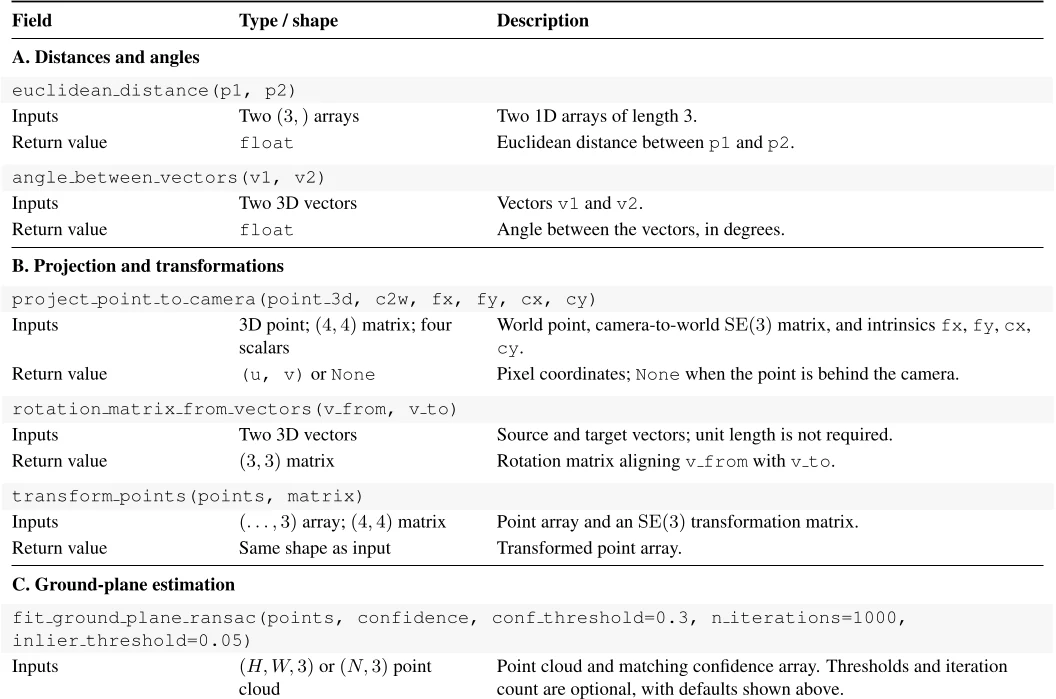 Field Type / shape Description
A. Distances and angles
euclidean_distance(p1, p2)
Inputs Two (3, ) arrays Two 1D arrays of length 3.
Return value float Euclidean distance between p1 and p2.
angle_between_vectors(v1, v2)
Inputs Two 3D vectors Vectors v1 and v2.
Return value float Angle between the vectors, in degrees.
B. Projection and transformations
project_point_to_camera(point_3d, c2w, fx, fy, cx, cy)
Inputs 3D point; (4, 4) matrix; four World point, camera-to-world SE(3) matrix, and intrinsics fx, fy, cx,
scalars cy.
Return value (u, v) or None Pixel coordinates; None when the point is behind the camera.
rotation_matrix_from_vectors(v_from, v_to)
Inputs Two 3D vectors Source and target vectors; unit length is not required.
Return value (3, 3) matrix Rotation matrix aligning v_from with v_to.
transform_points(points, matrix)
Inputs (. . . , 3) array; (4, 4) matrix Point array and an SE(3) transformation matrix.
Return value Same shape as input Transformed point array.
C. Ground-plane estimation
fit_ground_plane_ransac(points, confidence, conf_threshold=0.3, n_iterations=1000,
inlier_threshold=0.05)
Inputs (H, W, 3) or (N, 3) point Point cloud and matching confidence array. Thresholds and iteration
cloud count are optional, with defaults shown above.